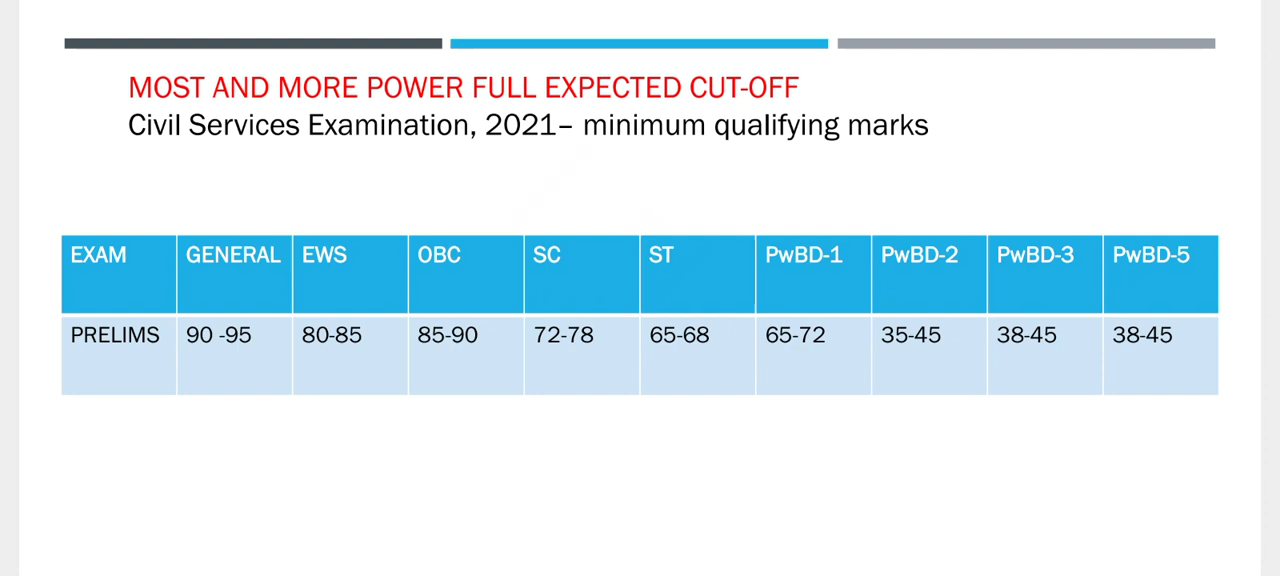 MOST AND MORE POWER FULL EXPECTED CUT-OFF
Civil Services Examination, 2021– minimum qualifying marks
EXAM GENERAL EWS OBC SC ST PwBD-1 PwBD-2 PwBD-3 PwBD-5
PRELIMS 90 -95 80-85 85-90 72-78 65-68 65-72 35-45 38-45 38-45